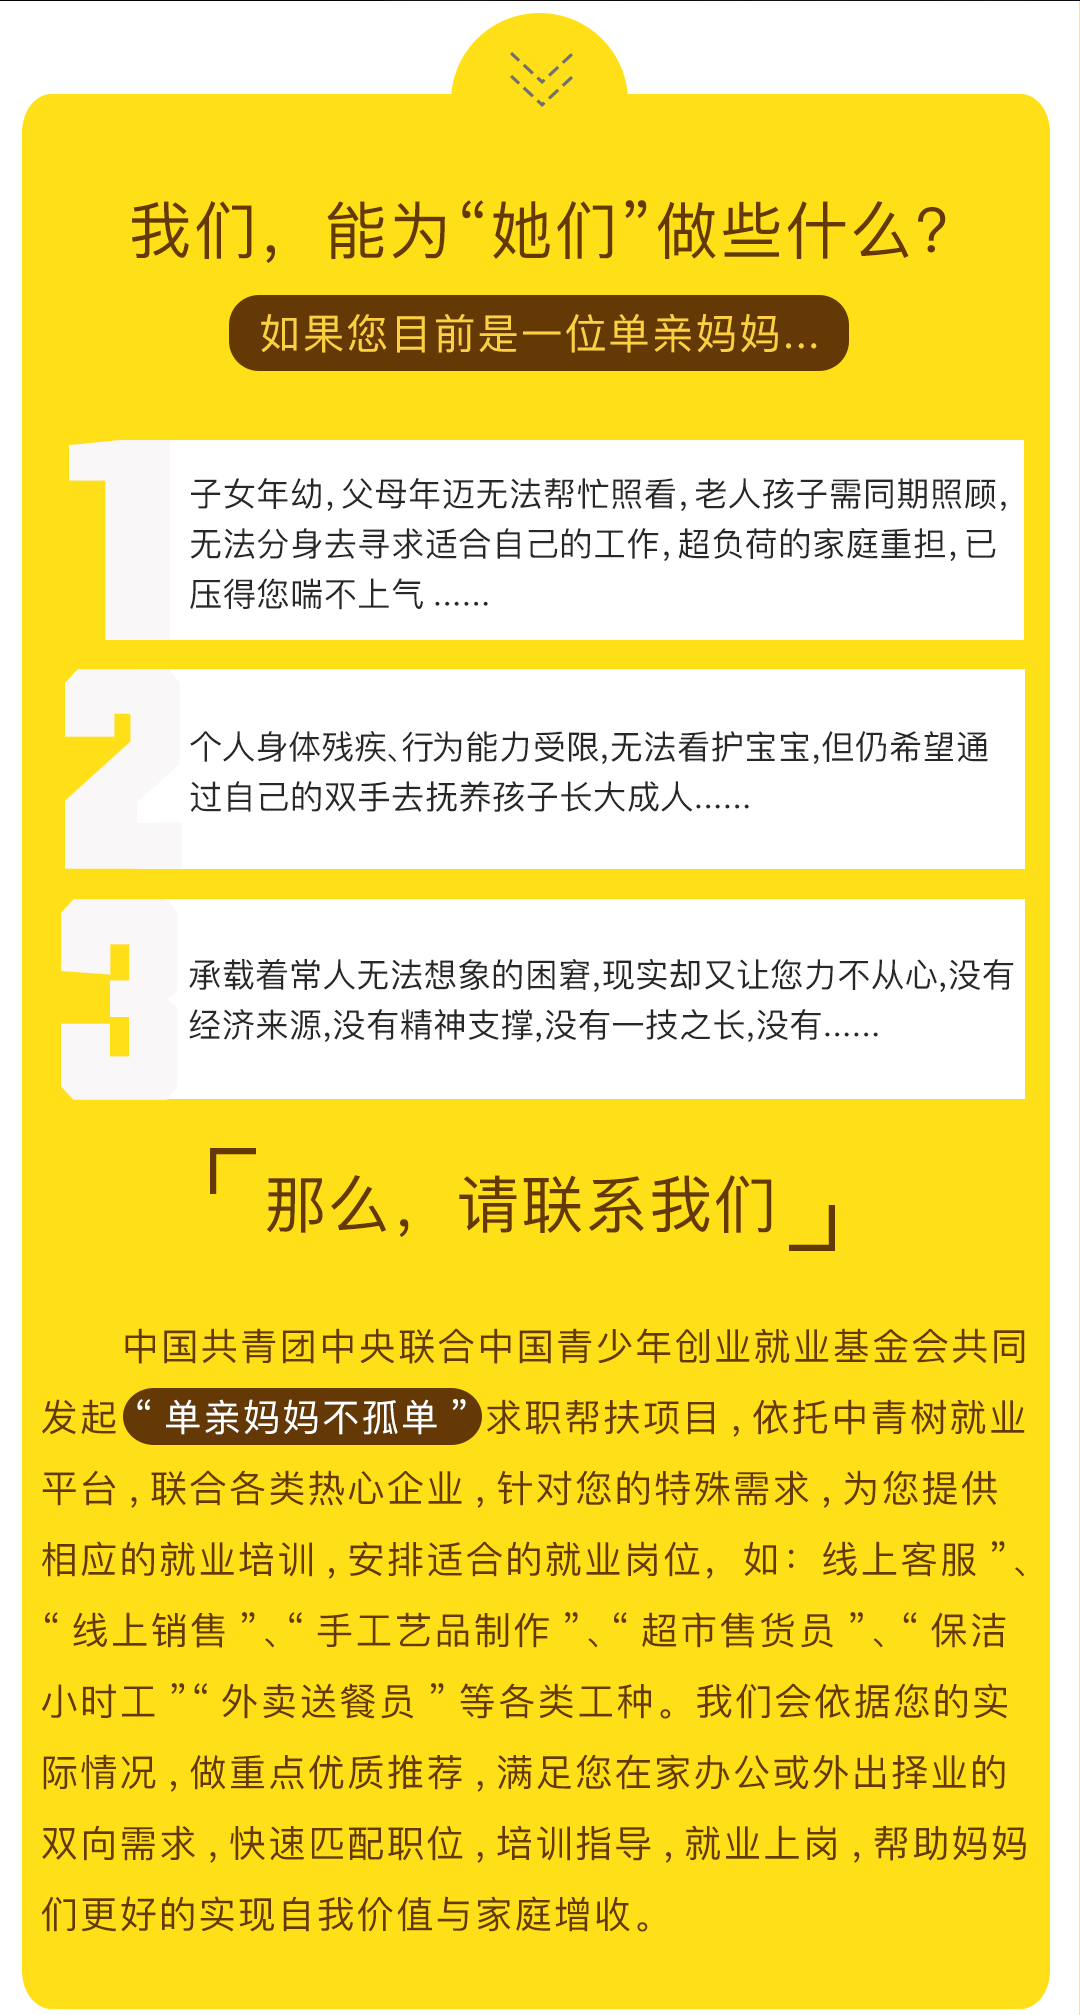 我们，能为“她们”做些什么?
如果您目前是一位单亲妈妈...
1
子女年幼,父母年迈无法帮忙照看,老人孩子需同期照顾,
无法分身去寻求适合自己的工作,超负荷的家庭重担,已
压得您喘不上气 ......
2
个人身体残疾、行为能力受限,无法看护宝宝,但仍希望通
过自己的双手去抚养孩子长大成人......
3
承载着常人无法想象的困窘,现实却又让您力不从心,没有
经济来源,没有精神支撑,没有一技之长,没有......
「那么，请联系我们」
中国共青团中央联合中国青少年创业就业基金会共同
发起“单亲妈妈不孤单”求职帮扶项目,依托中青树就业
平台,联合各类热心企业,针对您的特殊需求,为您提供
相应的就业培训,安排适合的就业岗位，如：线上客服”、
“线上销售”、“手工艺品制作”、“超市售货员”、“保洁
小时工”“外卖送餐员”等各类工种。我们会依据您的实
际情况,做重点优质推荐,满足您在家办公或外出择业的
双向需求,快速匹配职位,培训指导,就业上岗,帮助妈妈
们更好的实现自我价值与家庭增收。